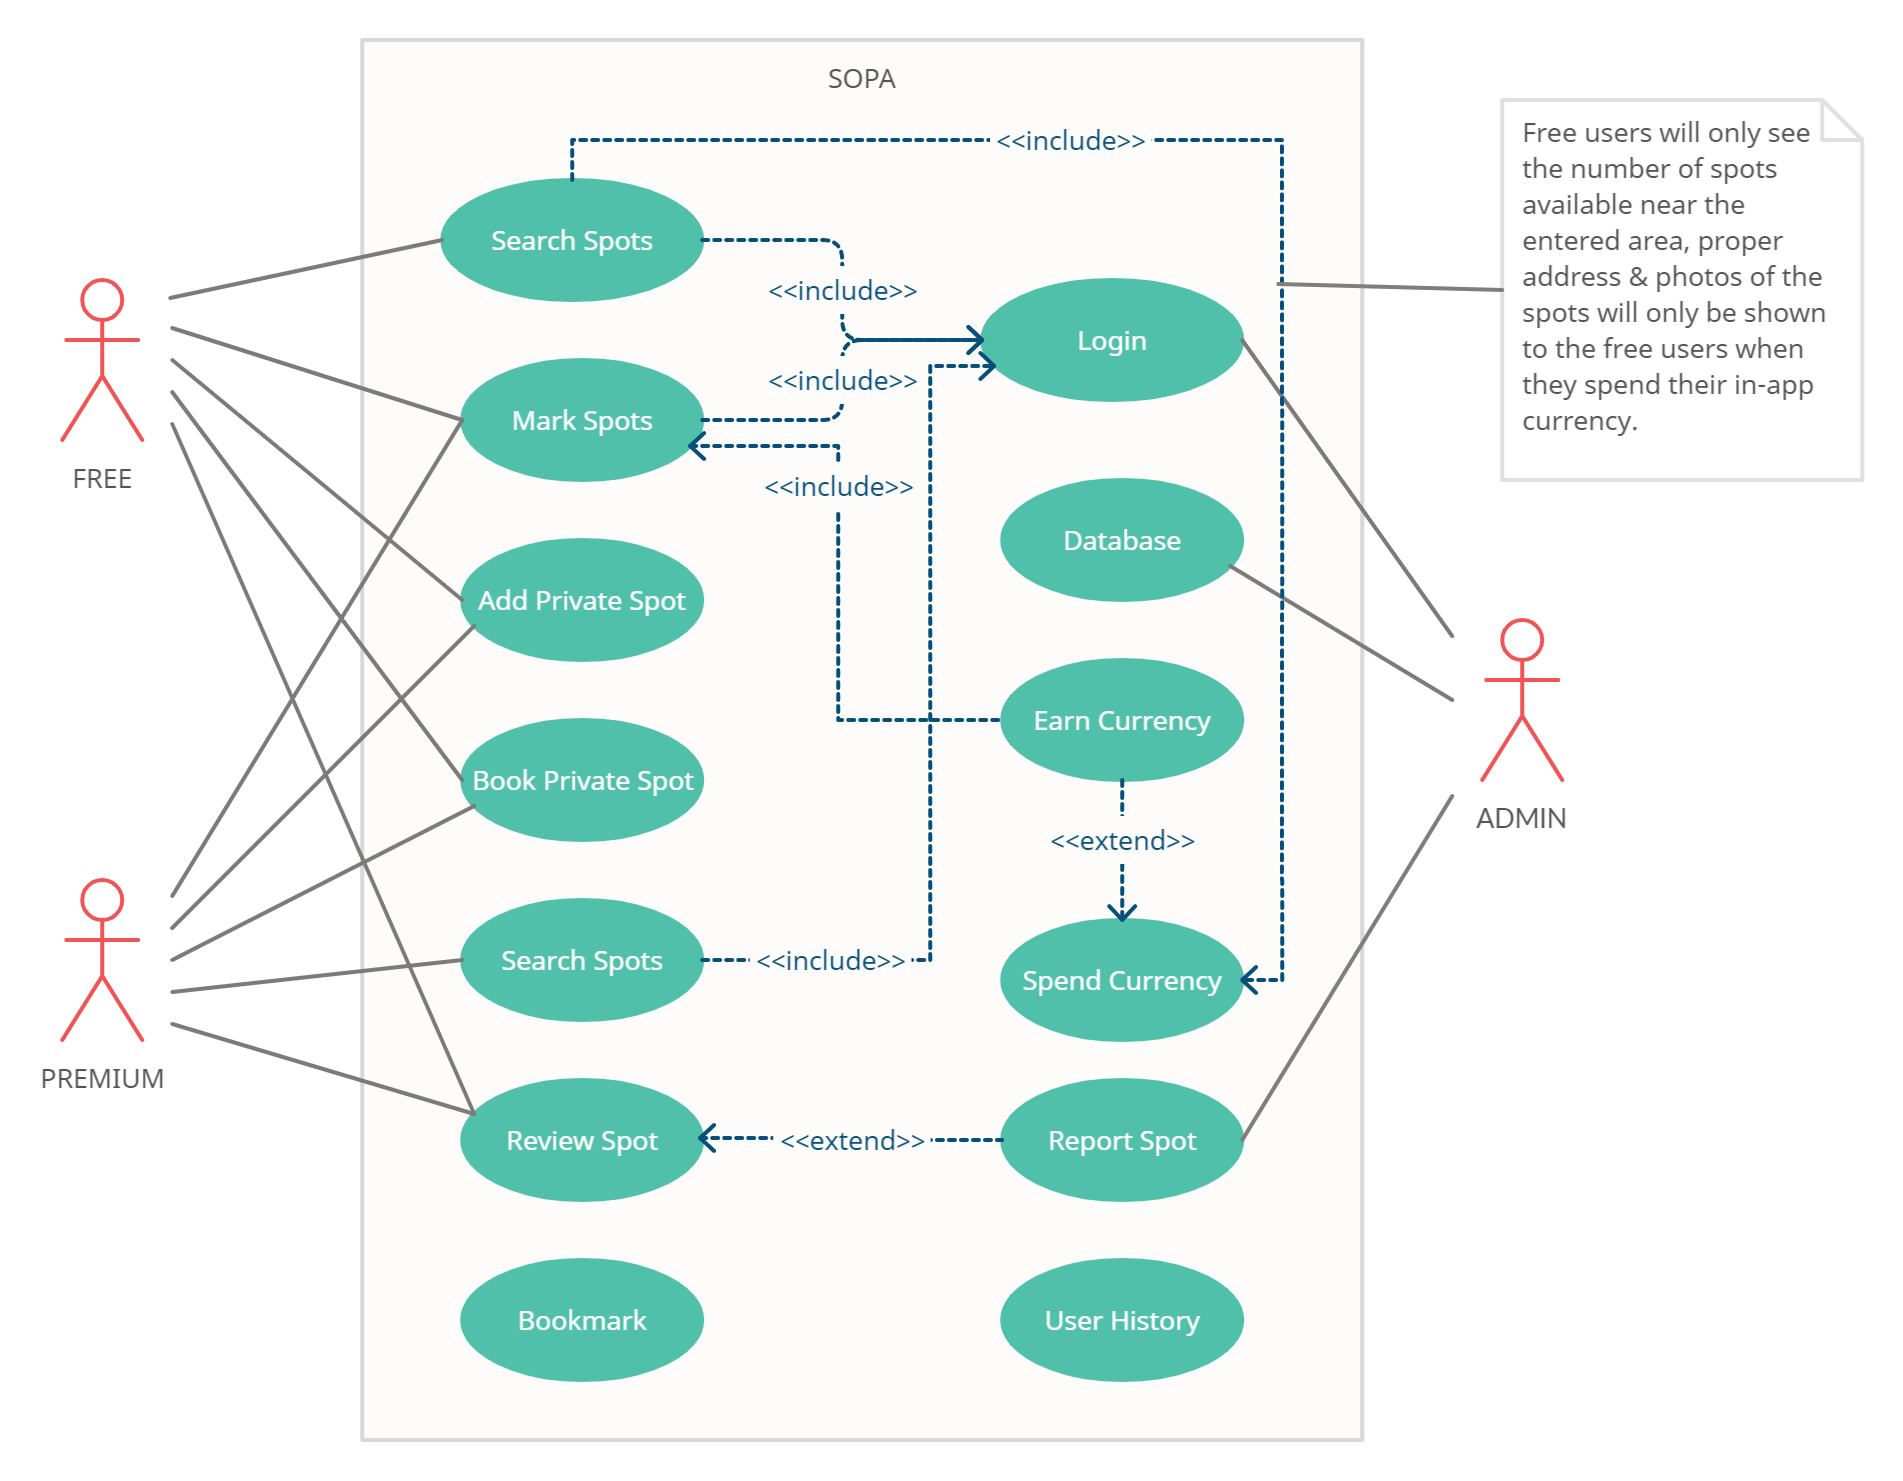 SOPA
<<include>>
Free users will only see
the number of spots
available near the
entered area, proper
address & photos of the
spots will only be shown
to the free users when
they spend their in-app
currency.
Search Spots
<<include>>
Login
<<include>>
Mark Spots
FREE
<<include>>
Database
Add Private Spot
Earn Currency
Book Private Spot
ADMIN
<<extend>>
Search Spots
<<include>>
Spend Currency
PREMIUM
Review Spot
<<extend>>
Report Spot
Bookmark
User History